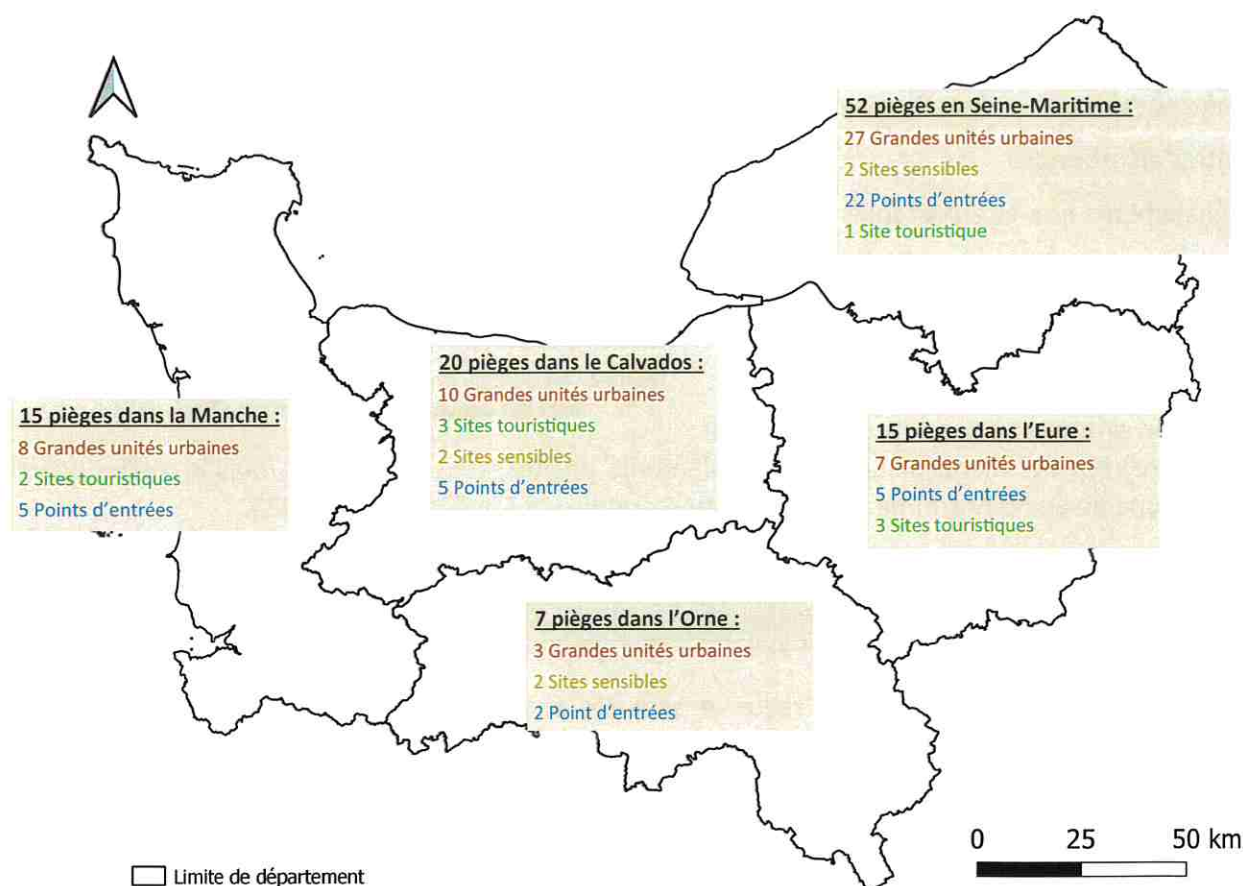 52 pièges en Seine-Maritime :
27 Grandes unités urbaines
2 Sites sensibles
22 Points d'entrées
1 Site touristique
20 pièges dans le Calvados :
10 Grandes unités urbaines
3 Sites touristiques
2 Sites sensibles
5 Points d'entrées
15 pièges dans la Manche :
8 Grandes unités urbaines
2 Sites touristiques
5 Points d'entrées
15 pièges dans l'Eure :
7 Grandes unités urbaines
5 Points d'entrées
3 Sites touristiques
7 pièges dans l'Orne :
3 Grandes unités urbaines
2 Sites sensibles
2 Point d'entrées
0 25 50 km
Limite de département